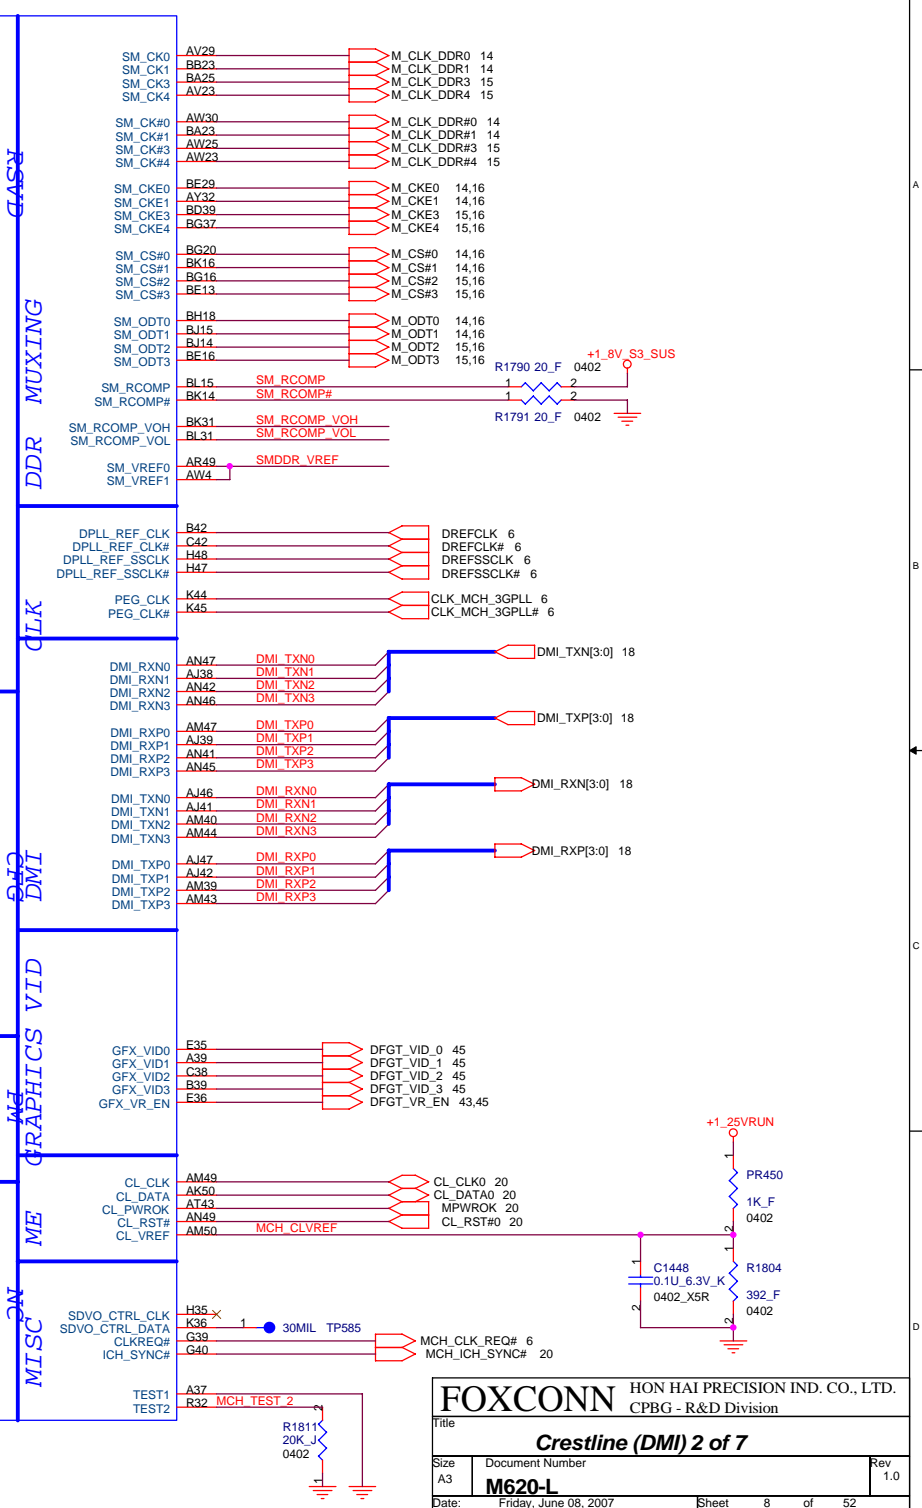 RSVD
SM_CK0 AV29 M_CLK_DDR0 14
SM_CK1 BB23 M_CLK_DDR1 14
SM_CK3 BA25 M_CLK_DDR3 15
SM_CK4 AV23 M_CLK_DDR4 15
SM_CK#0 AW30 M_CLK_DDR#0 14
SM_CK#1 BA23 M_CLK_DDR#1 14
SM_CK#3 AW25 M_CLK_DDR#3 15
SM_CK#4 AW23 M_CLK_DDR#4 15
A
SM_CKE0 BE29 M_CKE0 14,16
SM_CKE1 AY32 M_CKE1 14,16
SM_CKE3 BD39 M_CKE3 15,16
SM_CKE4 BG37 M_CKE4 15,16
SM_CS#0 BG20 M_CS#0 14,16
SM_CS#1 BK16 M_CS#1 14,16
SM_CS#2 BG16 M_CS#2 15,16
SM_CS#3 BE13 M_CS#3 15,16
DDR MUXING
SM_ODT0 BH18 M_ODT0 14,16
SM_ODT1 BJ15 M_ODT1 14,16
SM_ODT2 BJ14 M_ODT2 15,16
SM_ODT3 BE16 M_ODT3 15,16
+1_8V_S3_SUS
R1790 20_F 0402
SM_RCOMP BL15 SM_RCOMP 1 2
SM_RCOMP# BK14 SM_RCOMP# 1 2
R1791 20_F 0402
SM_RCOMP_VOH BK31 SM_RCOMP_VOH
SM_RCOMP_VOL BL31 SM_RCOMP_VOL
SM_VREF0 AR49 SMDDR_VREF
SM_VREF1 AW4
CLK
DPLL_REF_CLK B42 DREFCLK 6
DPLL_REF_CLK# C42 DREFCLK# 6
DPLL_REF_SSCLK H48 DREFSSCLK 6
DPLL_REF_SSCLK# H47 DREFSSCLK# 6
B
PEG_CLK K44 CLK_MCH_3GPLL 6
PEG_CLK# K45 CLK_MCH_3GPLL# 6
DMI_TXN[3:0] 18
DMI_RXN0 AN47 DMI_TXN0
DMI_RXN1 AJ38 DMI_TXN1
DMI_RXN2 AN42 DMI_TXN2
DMI_RXN3 AN46 DMI_TXN3
DMI_TXP[3:0] 18
DMI_RXP0 AM47 DMI_TXP0
DMI_RXP1 AJ39 DMI_TXP1
DMI_RXP2 AN41 DMI_TXP2
DMI_RXP3 AN45 DMI_TXP3
DMI_RXN[3:0] 18
DMI_TXN0 AJ46 DMI_RXN0
DMI_TXN1 AJ41 DMI_RXN1
DMI_TXN2 AM40 DMI_RXN2
DMI_TXN3 AM44 DMI_RXN3
DMI_RXP[3:0] 18
CFG
DMI
DMI_TXP0 AJ47 DMI_RXP0
DMI_TXP1 AJ42 DMI_RXP1
DMI_TXP2 AM39 DMI_RXP2
DMI_TXP3 AM43 DMI_RXP3
C
GRAPHICS VID
PM
GFX_VID0 E35 DFGT_VID_0 45
GFX_VID1 A39 DFGT_VID_1 45
GFX_VID2 C38 DFGT_VID_2 45
GFX_VID3 B39 DFGT_VID_3 45
GFX_VR_EN E36 DFGT_VR_EN 43,45
+1_25VRUN
1
PR450
1K_F
0402
2
ME
CL_CLK AM49 CL_CLK0 20
CL_DATA AK50 CL_DATA0 20
CL_PWROK AT43 MPWROK 20
CL_RST# AN49 CL_RST#0 20
CL_VREF AM50 MCH_CLVREF
1
C1448
0.1U_6.3V_K
0402_X5R
2
1
R1804
392_F
0402
2
NC
MISC
SDVO_CTRL_CLK H35
SDVO_CTRL_DATA K36 1 30MIL TP585
CLKREQ# G39 MCH_CLK_REQ# 6
ICH_SYNC# G40 MCH_ICH_SYNC# 20
D
TEST1 A37
TEST2 R32 MCH_TEST_2
2
R1811
20K_J
0402
1
FOXCONN HON HAI PRECISION IND. CO., LTD.
CPBG - R&D Division
Title
Crestline (DMI) 2 of 7
Size Document Number Rev
A3 M620-L 1.0
Date: Friday, June 08, 2007 Sheet 8 of 52